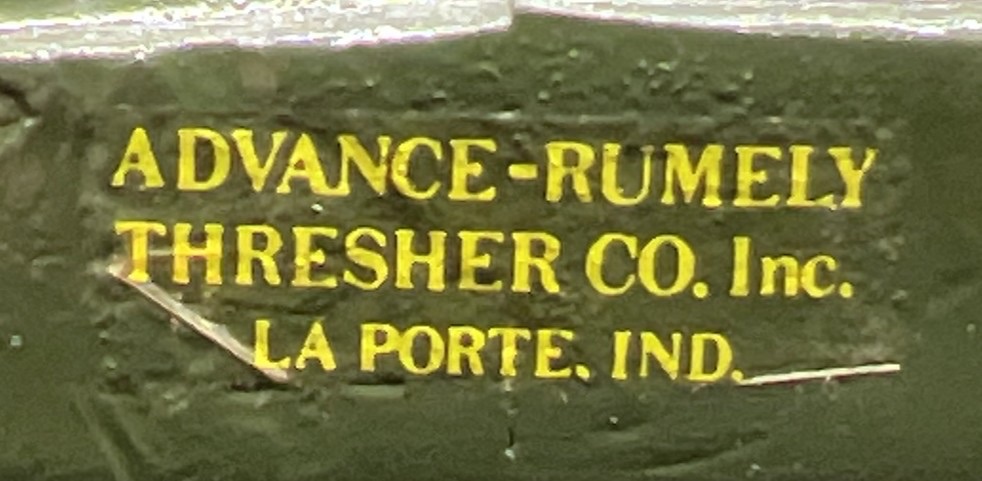 ADVANCE-RUMELY
THRESHER CO. Inc.
LA PORTE. IND.